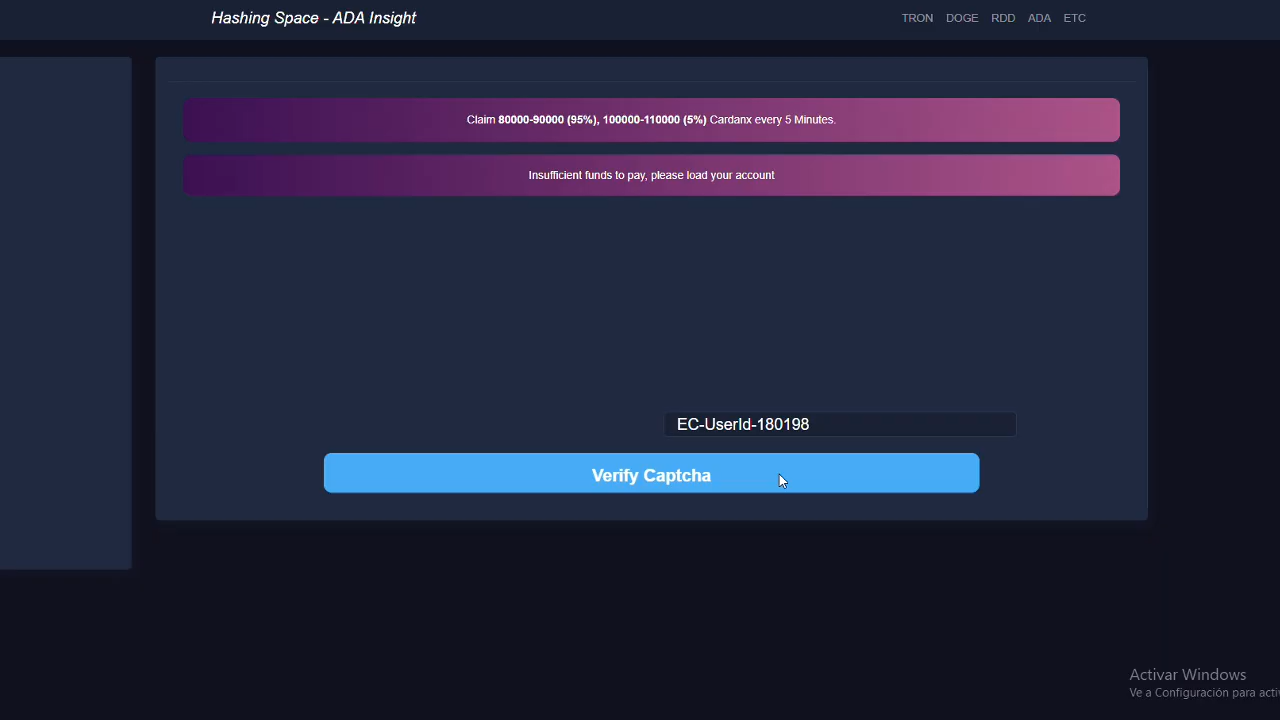 Hashing Space - ADA Insight
TRON DOGE RDD ADA ETC
Claim 80000-90000 (95%), 100000-110000 (5%) Cardanx every 5 Minutes.
Insufficient funds to pay, please load your account
EC-UserId-180198
Verify Captcha
Activar Windows
Ve a Configuración para